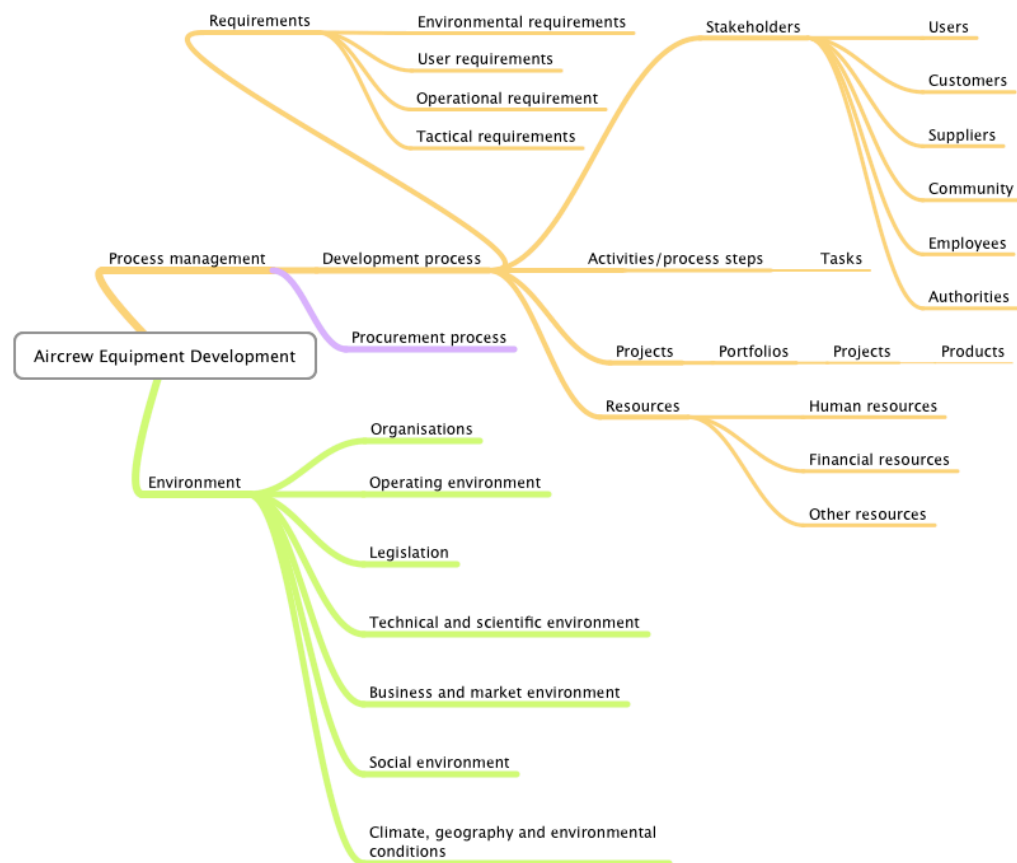 Requirements
Environmental requirements
User requirements
Operational requirement
Tactical requirements
Stakeholders
Users
Customers
Suppliers
Community
Employees
Authorities
Process management
Development process
Activities/process steps
Tasks
Procurement process
Projects
Portfolios
Projects
Products
Aircrew Equipment Development
Resources
Human resources
Financial resources
Other resources
Environment
Organisations
Operating environment
Legislation
Technical and scientific environment
Business and market environment
Social environment
Climate, geography and environmental
conditions